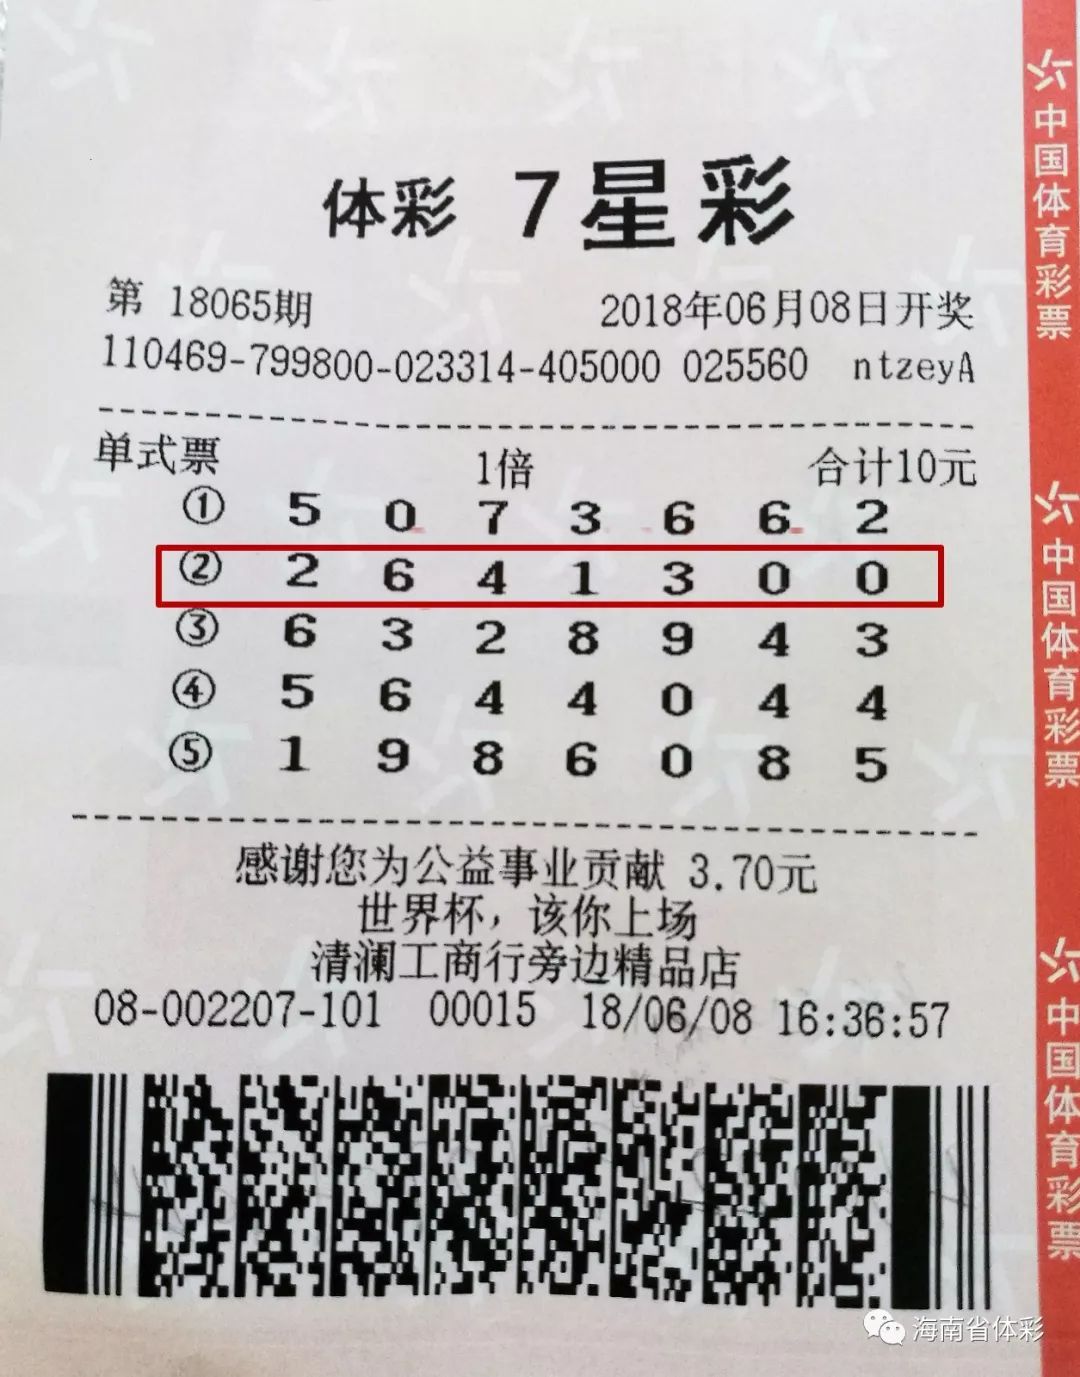 体彩 7星彩
第 18065期 2018年06月08日开奖
110469-799800-023314-405000 025560 ntzeyA
单式票 1倍 合计10元
① 5 0 7 3 6 6 2
② 2 6 4 1 3 0 0
③ 6 3 2 8 9 4 3
④ 5 6 4 4 0 4 4
⑤ 1 9 8 6 0 8 5
感谢您为公益事业贡献 3.70元
世界杯，该你上场
清澜工商行旁边精品店
08-002207-101 00015 18/06/08 16:36:57
中国体育彩票
中国体育彩票
中国体育彩票
海南省体彩